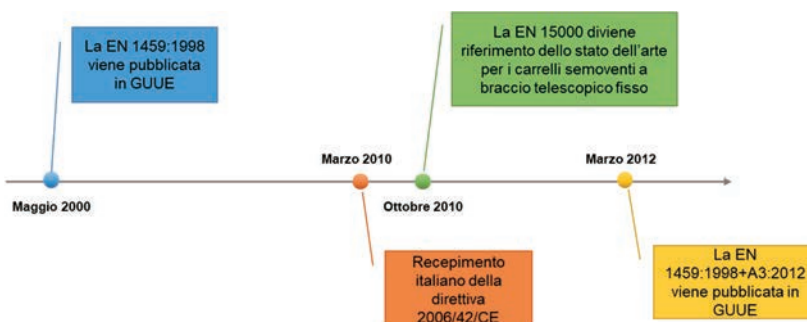 La EN 1459:1998
viene pubblicata
in GUUE
La EN 15000 diviene
riferimento dello stato dell'arte
per i carrelli semoventi a
braccio telescopico fisso
Marzo 2010
Marzo 2012
Maggio 2000
Ottobre 2010
Recepimento
italiano della
direttiva
2006/42/CE
La EN
1459:1998+A3:2012
viene pubblicata in
GUUE